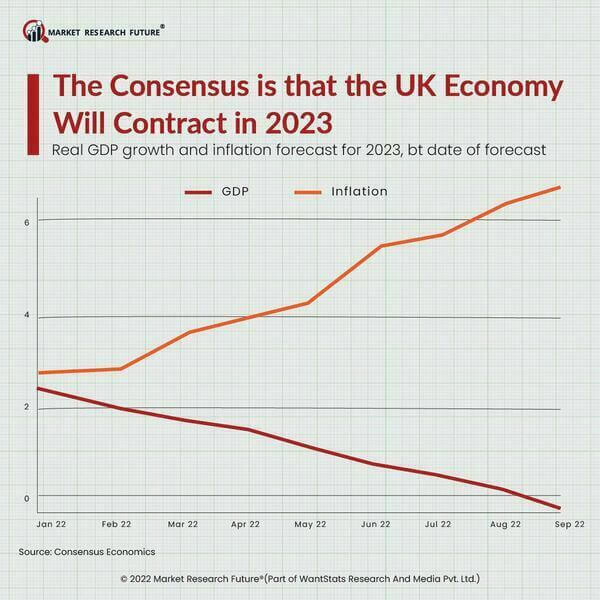 MARKET RESEARCH FUTURE®
The Consensus is that the UK Economy
Will Contract in 2023
Real GDP growth and inflation forecast for 2023, bt date of forecast
GDP Inflation
6
4
2
0
Jan 22 Feb 22 Mar 22 Apr 22 May 22 Jun 22 Jul 22 Aug 22 Sep 22
Source: Consensus Economics
© 2022 Market Research Future®(Part of WantStats Research And Media Pvt. Ltd.)